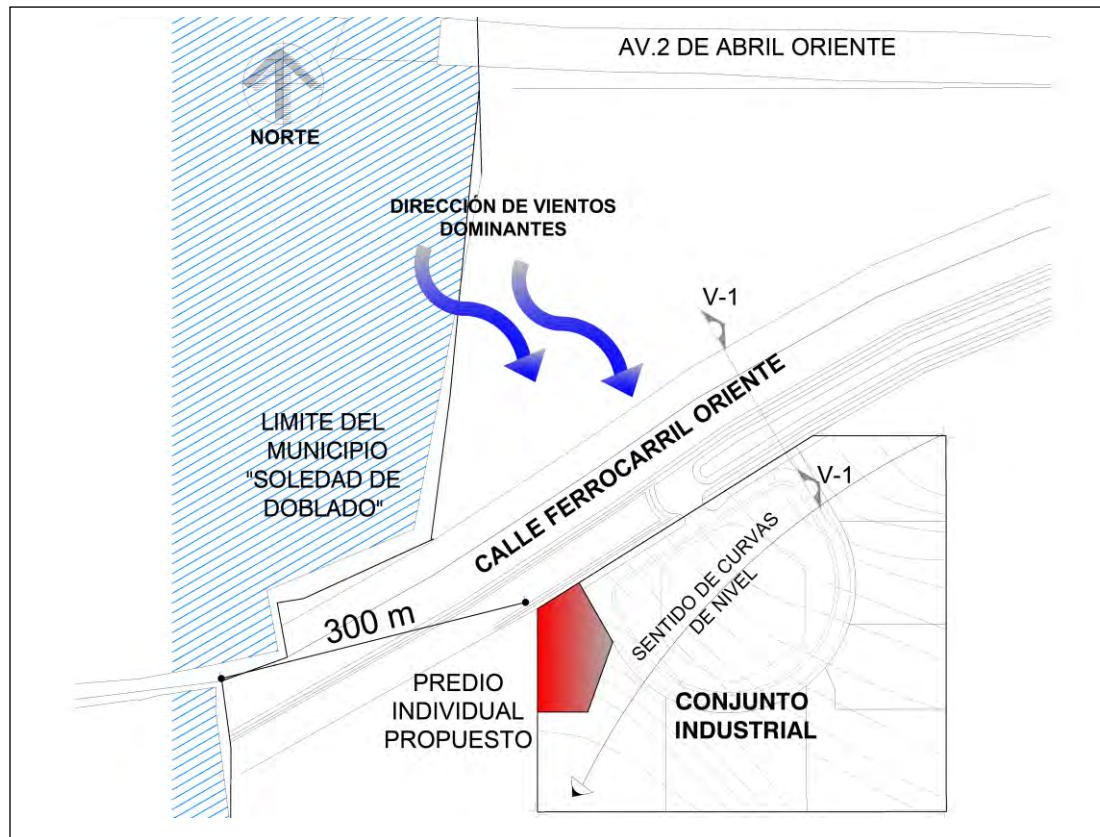 AV.2 DE ABRIL ORIENTE
NORTE
DIRECCIÓN DE VIENTOS
DOMINANTES
V-1
CALLE FERROCARRIL ORIENTE
LIMITE DEL
MUNICIPIO
"SOLEDAD DE
DOBLADO"
V-1
SENTIDO DE CURVAS
DE NIVEL
300 m
PREDIO
INDIVIDUAL
PROPUESTO
CONJUNTO
INDUSTRIAL